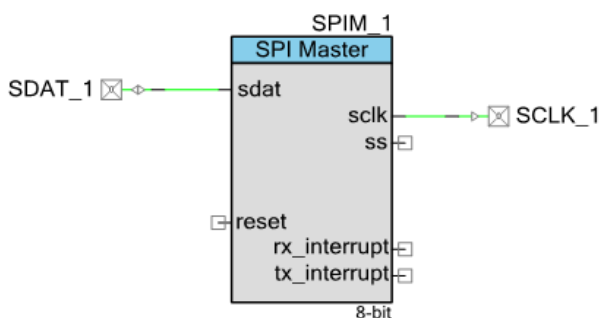 SPIM_1
SPI Master
SDAT_1
sdat
sclk
SCLK_1
ss
reset
rx_interrupt
tx_interrupt
8-bit